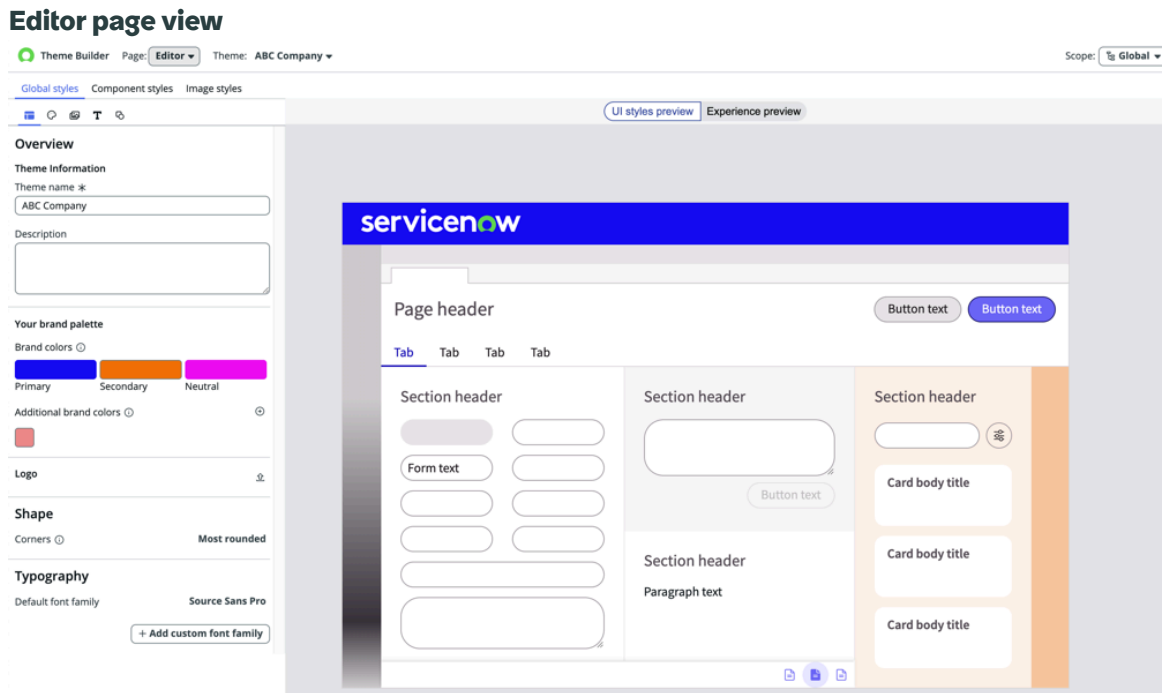 Editor page view
Theme Builder Page: Editor Theme: ABC Company Scope: Global
Global styles Component styles Image styles
UI styles preview Experience preview
Overview
Theme Information
Theme name *
ABC Company
Description
Your brand palette
Brand colors
Primary Secondary Neutral
Additional brand colors
Logo
Shape
Corners Most rounded
Typography
Default font family Source Sans Pro
+ Add custom font family
servicenow
Page header
Button text Button text
Tab Tab Tab Tab
Section header
Form text
Section header
Button text
Section header
Paragraph text
Section header
Card body title
Card body title
Card body title